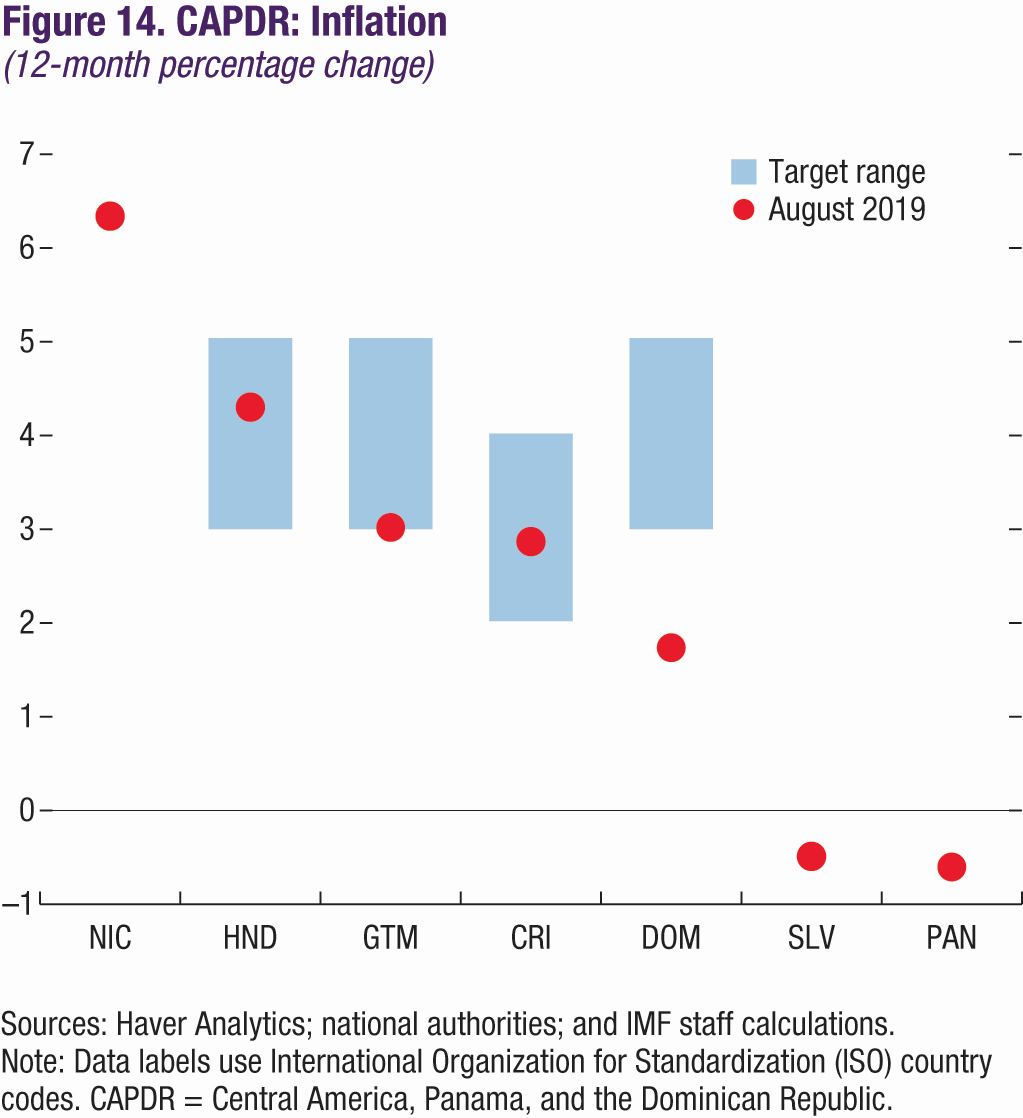 Figure 14. CAPDR: Inflation
(12-month percentage change)
7
Target range
August 2019
6
5
4
3
2
1
0
–1
NIC HND GTM CRI DOM SLV PAN
Sources: Haver Analytics; national authorities; and IMF staff calculations.
Note: Data labels use International Organization for Standardization (ISO) country
codes. CAPDR = Central America, Panama, and the Dominican Republic.